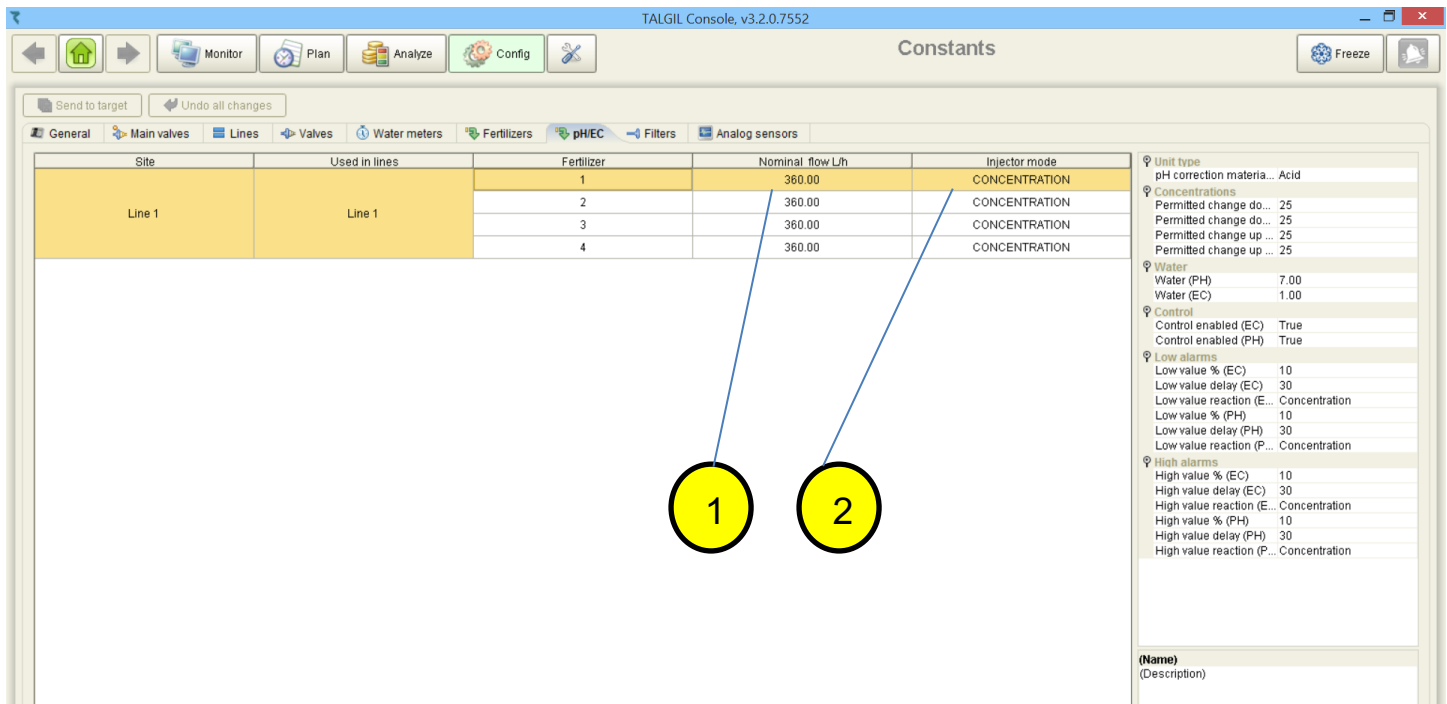 TALGIL Console, v3.2.0.7552
Monitor Plan Analyze Config Constants Freeze
Send to target Undo all changes
General Main valves Lines Valves Water meters Fertilizers pH/EC Filters Analog sensors
Site Used in lines Fertilizer Nominal flow L/h Injector mode
Line 1 Line 1 1 360.00 CONCENTRATION
2 360.00 CONCENTRATION
3 360.00 CONCENTRATION
4 360.00 CONCENTRATION
1
2
Unit type
pH correction materia... Acid
Concentrations
Permitted change do... 25
Permitted change do... 25
Permitted change up ... 25
Permitted change up ... 25
Water
Water (PH) 7.00
Water (EC) 1.00
Control
Control enabled (EC) True
Control enabled (PH) True
Low alarms
Low value % (EC) 10
Low value delay (EC) 30
Low value reaction (E... Concentration
Low value % (PH) 10
Low value delay (PH) 30
Low value reaction (P... Concentration
High alarms
High value % (EC) 10
High value delay (EC) 30
High value reaction (E... Concentration
High value % (PH) 10
High value delay (PH) 30
High value reaction (P... Concentration
(Name)
(Description)